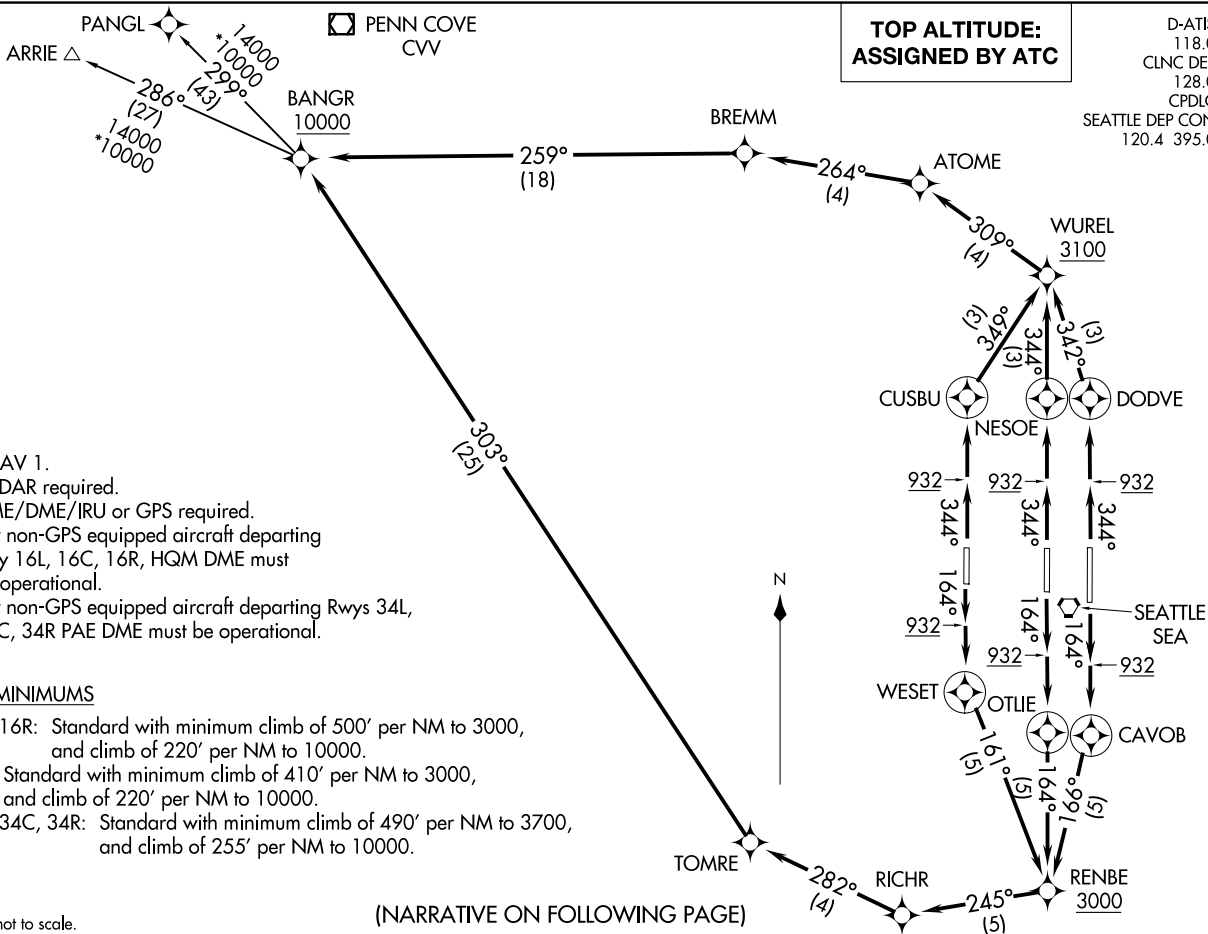 PANGL
ARRIE
PENN COVE
CVV
TOP ALTITUDE:
ASSIGNED BY ATC
118.
CLNC DE
128.
SEATTLE DEP CON
120.4 395.
14000
*10000
299°
(43)
286°
(27)
14000
*10000
BANGR
10000
259°
(18)
BREMM
264°
(4)
ATOME
309°
(4)
WUREL
3100
(3)
349°
344°
(3)
342°
(3)
CUSBU
NESOE
DODVE
932
932
932
344°
344°
344°
303°
(25)
AV 1.
DAR required.
ME/DME/IRU or GPS required.
non-GPS equipped aircraft departing
y 16L, 16C, 16R, HQM DME must
operational.
non-GPS equipped aircraft departing Rwys 34L,
C, 34R PAE DME must be operational.
N
164°
164°
164°
SEATTLE
SEA
932
932
932
WESET
OTLIE
CAVOB
161°
(5)
164°
(5)
166°
(5)
MINIMUMS
16R: Standard with minimum climb of 500' per NM to 3000,
and climb of 220' per NM to 10000.
Standard with minimum climb of 410' per NM to 3000,
and climb of 220' per NM to 10000.
34C, 34R: Standard with minimum climb of 490' per NM to 3700,
and climb of 255' per NM to 10000.
TOMRE
282°
(4)
RICHR
245°
(5)
RENBE
3000
not to scale.
(NARRATIVE ON FOLLOWING PAGE)